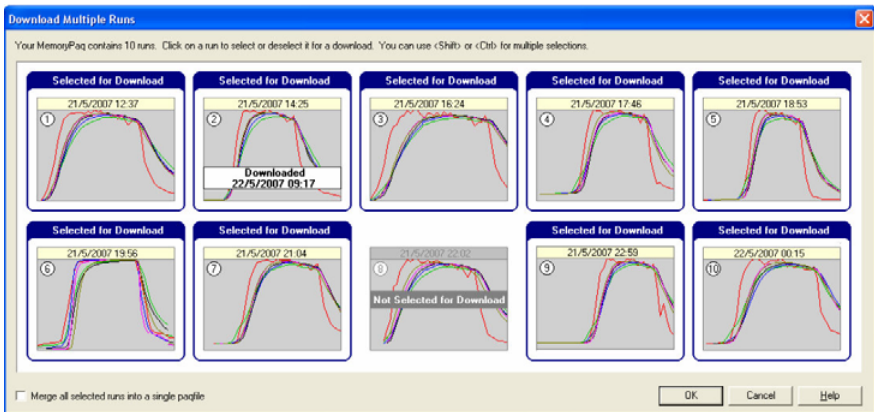 Download Multiple Runs
Your MemoryPaq contains 10 runs. Click on a run to select or deselect it for a download. You can use <Shift> or <Ctrl> for multiple selections.
Selected for Download
21/5/2007 12:37
1
Selected for Download
21/5/2007 14:25
2
Downloaded
22/5/2007 09:17
Selected for Download
21/5/2007 16:24
3
Selected for Download
21/5/2007 17:46
4
Selected for Download
21/5/2007 18:53
5
Selected for Download
21/5/2007 19:56
6
Selected for Download
21/5/2007 21:04
7
21/5/2007 22:02
8
Not Selected for Download
Selected for Download
21/5/2007 22:59
9
Selected for Download
22/5/2007 00:15
10
Merge all selected runs into a single paqfile
OK
Cancel
Help